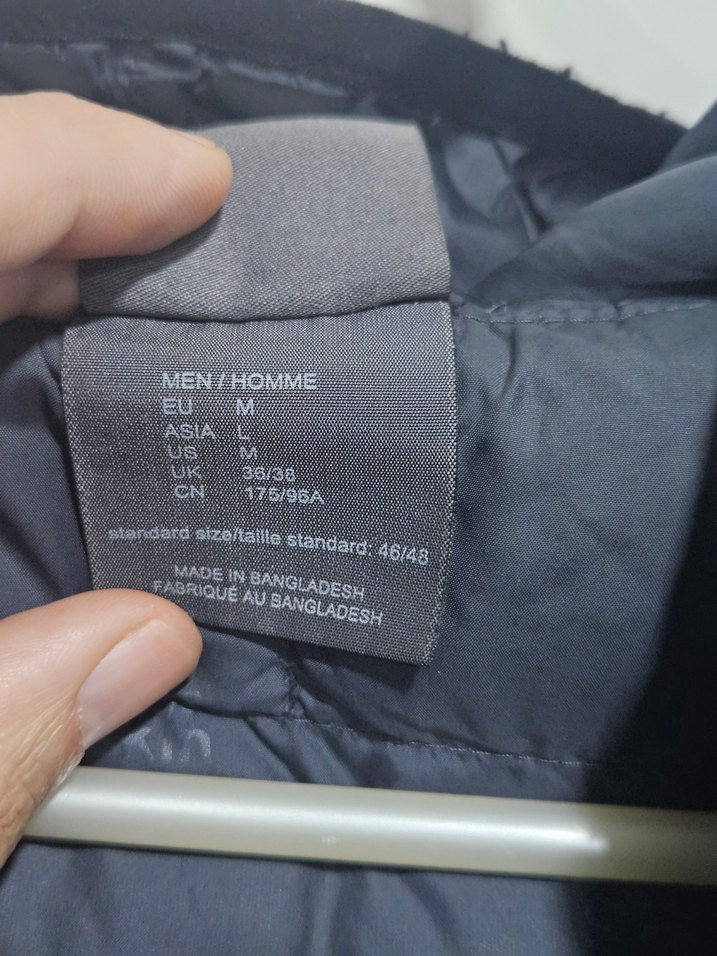 MEN / HOMME
EU M
ASIA L
US M
UK 36/38
CN 175/96A
standard size/taille standard: 46/48
MADE IN BANGLADESH
FABRIQUÉ AU BANGLADESH